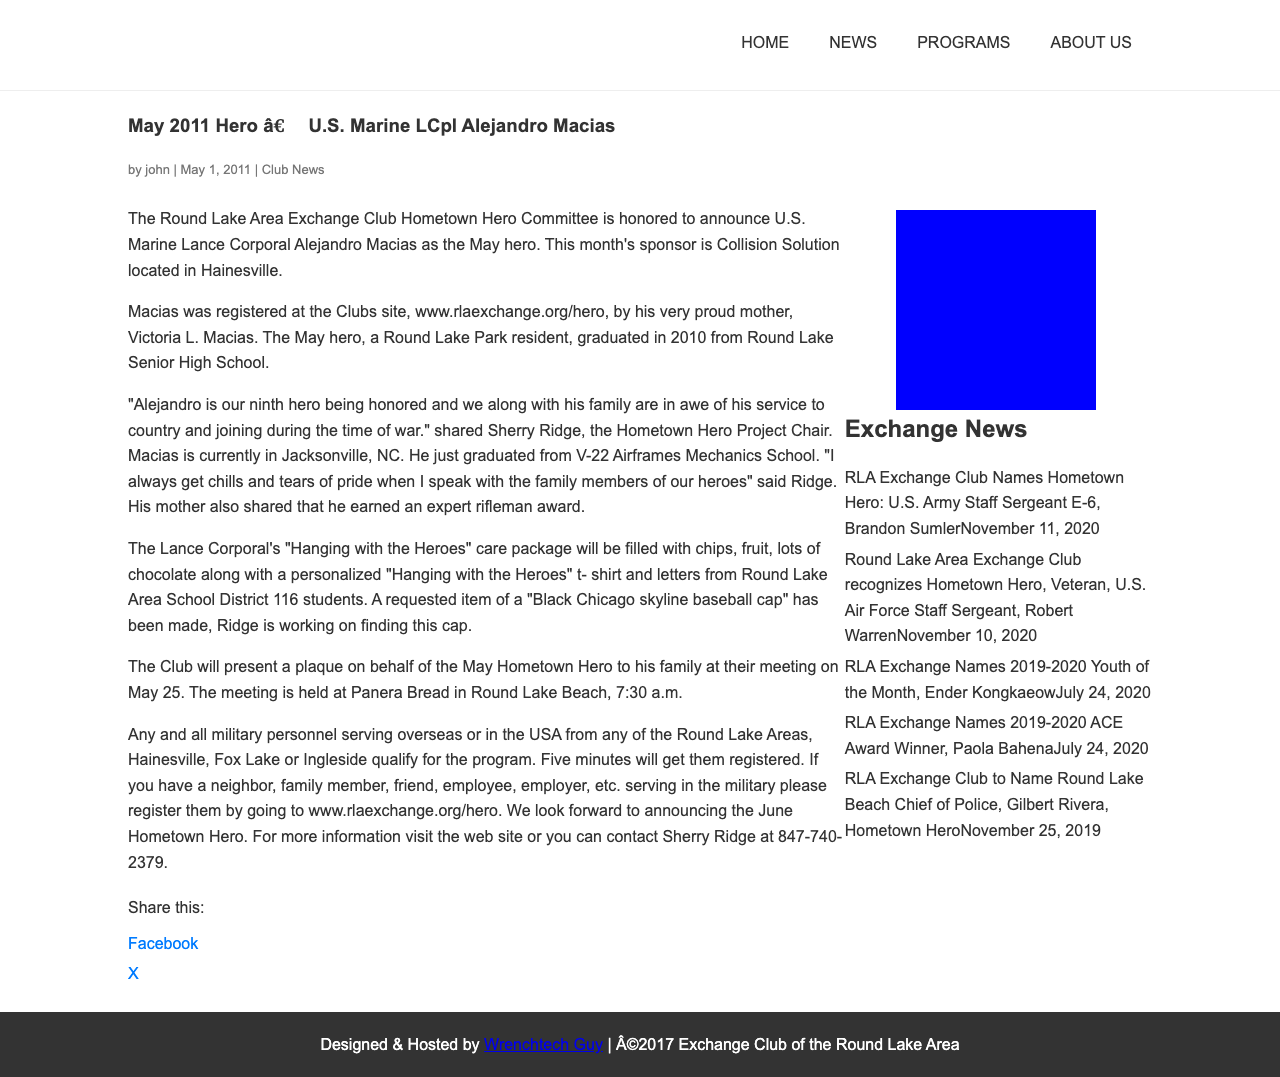 HOME NEWS PROGRAMS ABOUT US
May 2011 Hero â€ U.S. Marine LCpl Alejandro Macias
by john | May 1, 2011 | Club News
The Round Lake Area Exchange Club Hometown Hero Committee is honored to announce U.S.
Marine Lance Corporal Alejandro Macias as the May hero. This month's sponsor is Collision Solution
located in Hainesville.
Macias was registered at the Clubs site, www.rlaexchange.org/hero, by his very proud mother,
Victoria L. Macias. The May hero, a Round Lake Park resident, graduated in 2010 from Round Lake
Senior High School.
"Alejandro is our ninth hero being honored and we along with his family are in awe of his service to
country and joining during the time of war." shared Sherry Ridge, the Hometown Hero Project Chair.
Macias is currently in Jacksonville, NC. He just graduated from V-22 Airframes Mechanics School. "I
always get chills and tears of pride when I speak with the family members of our heroes" said Ridge.
His mother also shared that he earned an expert rifleman award.
The Lance Corporal's "Hanging with the Heroes" care package will be filled with chips, fruit, lots of
chocolate along with a personalized "Hanging with the Heroes" t- shirt and letters from Round Lake
Area School District 116 students. A requested item of a "Black Chicago skyline baseball cap" has
been made, Ridge is working on finding this cap.
The Club will present a plaque on behalf of the May Hometown Hero to his family at their meeting on
May 25. The meeting is held at Panera Bread in Round Lake Beach, 7:30 a.m.
Any and all military personnel serving overseas or in the USA from any of the Round Lake Areas,
Hainesville, Fox Lake or Ingleside qualify for the program. Five minutes will get them registered. If
you have a neighbor, family member, friend, employee, employer, etc. serving in the military please
register them by going to www.rlaexchange.org/hero. We look forward to announcing the June
Hometown Hero. For more information visit the web site or you can contact Sherry Ridge at 847-740-
2379.
Share this:
Facebook
X
Exchange News
RLA Exchange Club Names Hometown
Hero: U.S. Army Staff Sergeant E-6,
Brandon SumlerNovember 11, 2020
Round Lake Area Exchange Club
recognizes Hometown Hero, Veteran, U.S.
Air Force Staff Sergeant, Robert
WarrenNovember 10, 2020
RLA Exchange Names 2019-2020 Youth of
the Month, Ender KongkaeowJuly 24, 2020
RLA Exchange Names 2019-2020 ACE
Award Winner, Paola BahenaJuly 24, 2020
RLA Exchange Club to Name Round Lake
Beach Chief of Police, Gilbert Rivera,
Hometown HeroNovember 25, 2019
Designed & Hosted by Wrenchtech Guy | Â©2017 Exchange Club of the Round Lake Area